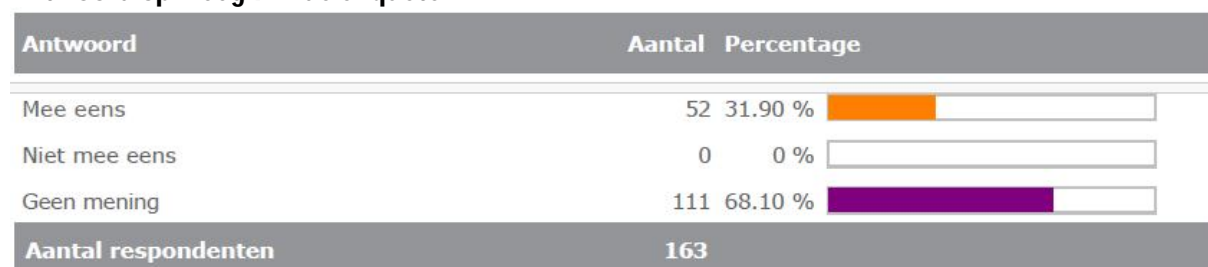 Antwoord Aantal Percentage
Mee eens 52 31.90 %
Niet mee eens 0 0 %
Geen mening 111 68.10 %
Aantal respondenten 163